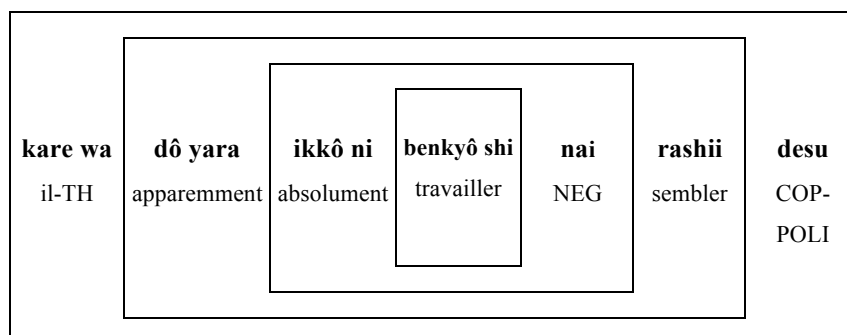 kare wa dô yara ikkô ni benkyô shi nai rashii desu
il-TH apparemment absolument travailler NEG sembler COP-
POLI